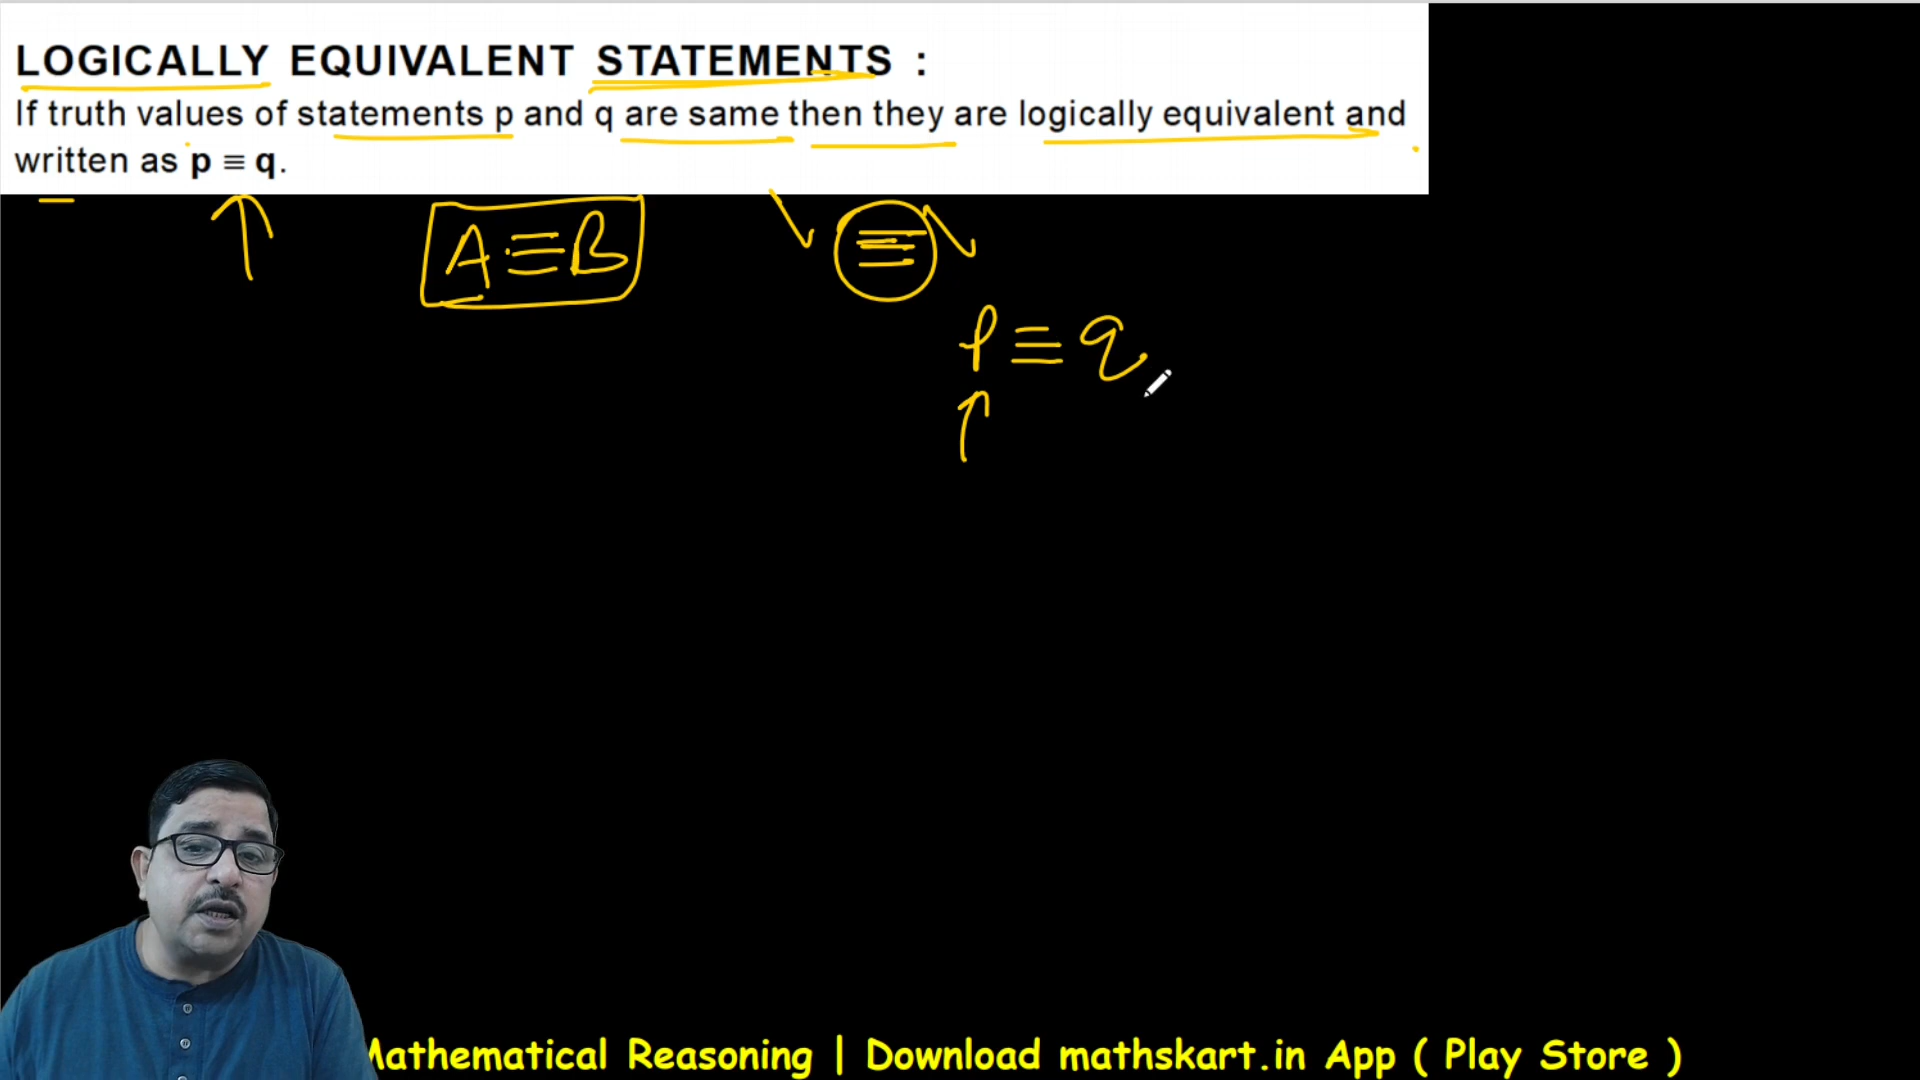 LOGICALLY EQUIVALENT STATEMENTS :
If truth values of statements p and q are same then they are logically equivalent and
written as p ≡ q.
A ≡ B
≡
p ≡ q
Mathematical Reasoning | Download mathskart.in App ( Play Store )